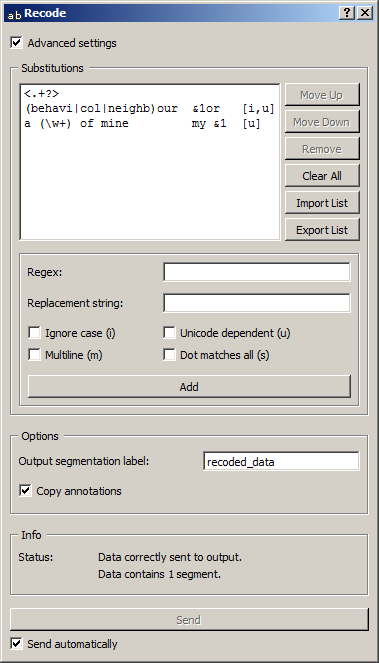 ab Recode
Advanced settings
Substitutions
<.+?>
(behavi|col|neighb)our &1or [i,u]
a (\w+) of mine my &1 [u]
Move Up
Move Down
Remove
Clear All
Import List
Export List
Regex:
Replacement string:
Ignore case (i) Unicode dependent (u)
Multiline (m) Dot matches all (s)
Add
Options
Output segmentation label: recoded_data
Copy annotations
Info
Status: Data correctly sent to output.
Data contains 1 segment.
Send
Send automatically